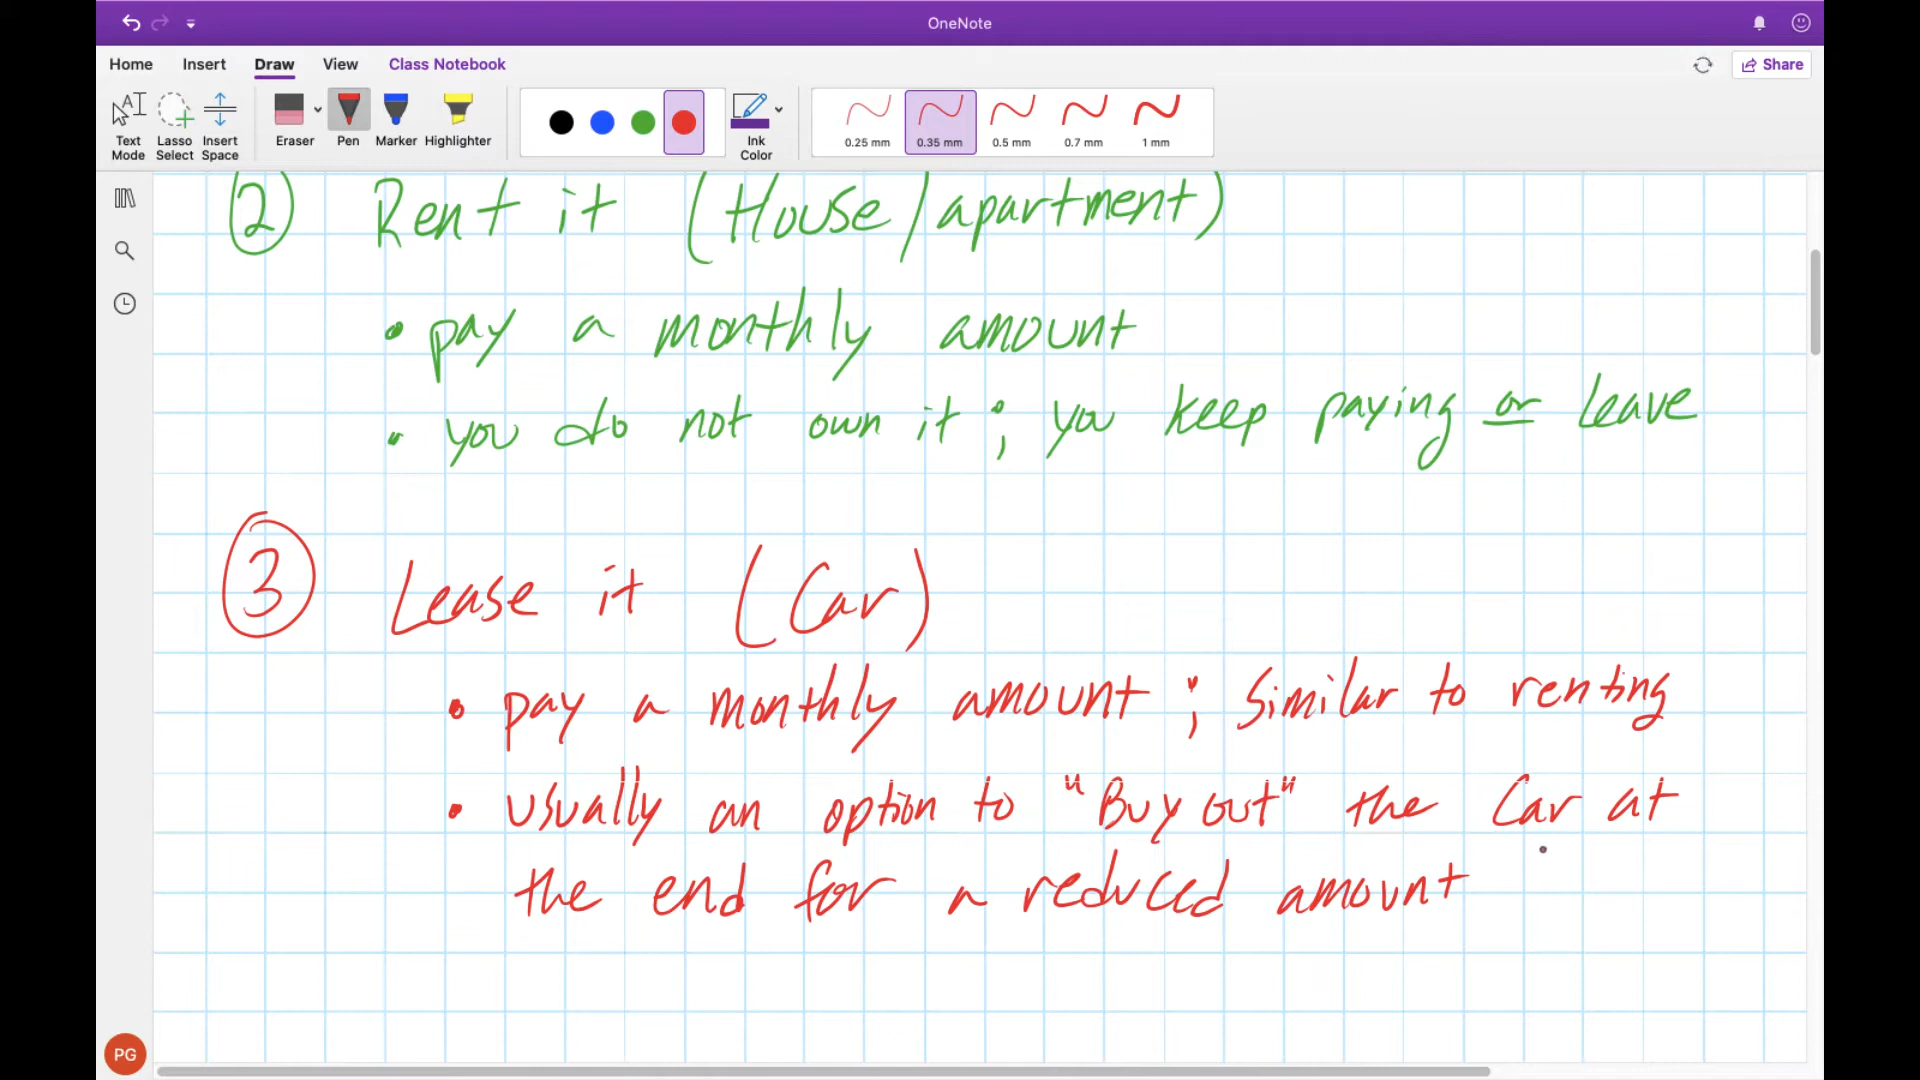 OneNote
Home Insert Draw View Class Notebook Share
Text Mode
Lasso Select
Insert Space
Eraser
Pen
Marker
Highlighter
Ink Color
0.25 mm
0.35 mm
0.5 mm
0.7 mm
1 mm
2 Rent it (House/apartment)
• pay a monthly amount
• you do not own it; you keep paying or leave
3 Lease it (Car)
• pay a monthly amount; similar to renting
• usually an option to "Buy out" the Car at
the end for a reduced amount
PG